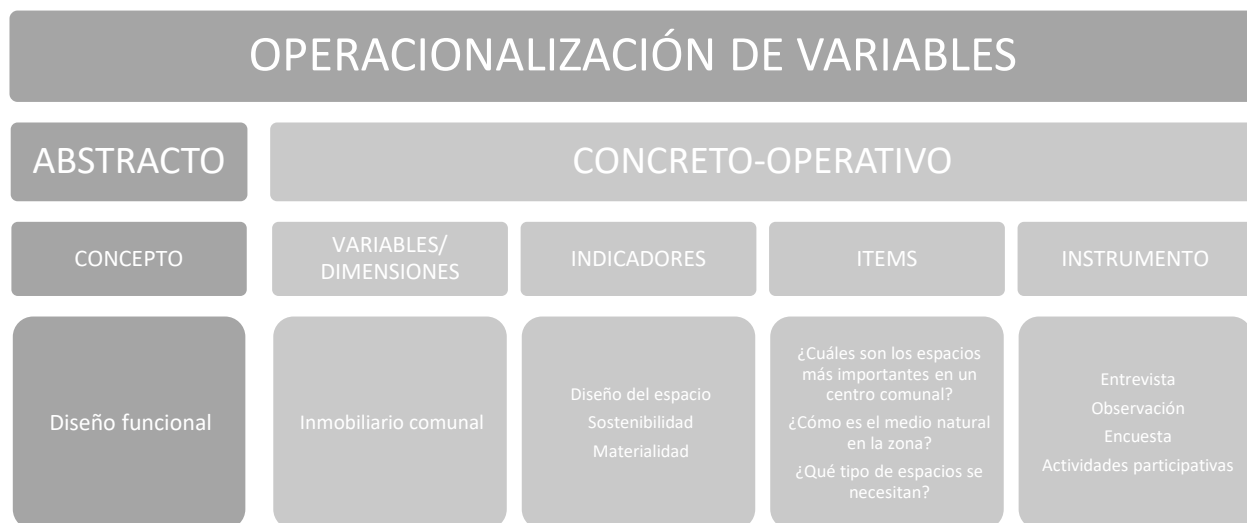 OPERACIONALIZACIÓN DE VARIABLES
ABSTRACTO
CONCRETO-OPERATIVO
CONCEPTO
VARIABLES/
DIMENSIONES
INDICADORES
ITEMS
INSTRUMENTO
Diseño funcional
Inmobiliario comunal
Diseño del espacio
Sostenibilidad
Materialidad
¿Cuáles son los espacios
más importantes en un
centro comunal?
¿Cómo es el medio natural
en la zona?
¿Qué tipo de espacios se
necesitan?
Entrevista
Observación
Encuesta
Actividades participativas